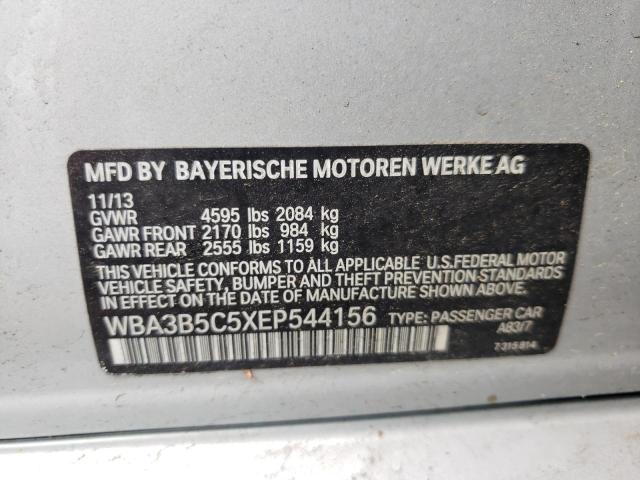 MFD BY BAYERISCHE MOTOREN WERKE AG
11/13
GVWR 4595 lbs 2084 kg
GAWR FRONT 2170 lbs 984 kg
GAWR REAR 2555 lbs 1159 kg
THIS VEHICLE CONFORMS TO ALL APPLICABLE U.S.FEDERAL MOTOR
VEHICLE SAFETY, BUMPER AND THEFT PREVENTION STANDARDS
IN EFFECT ON THE DATE OF MANUFACTURE SHOWN ABOVE.
WBA3B5C5XEP544156 TYPE: PASSENGER CAR
A83/7
7 315 814